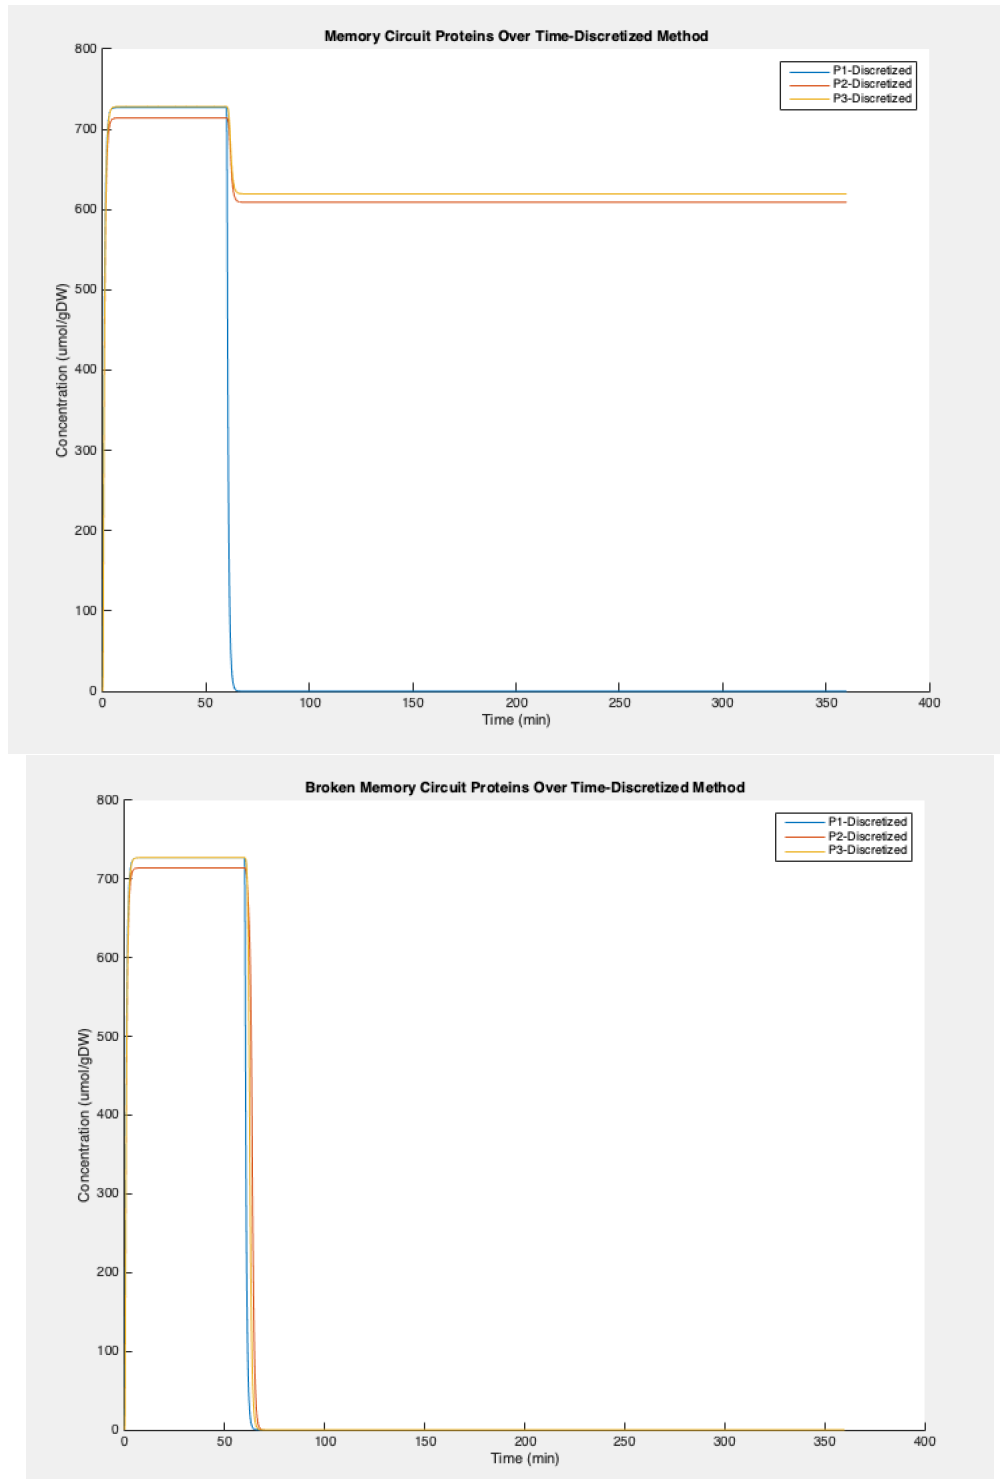 Memory Circuit Proteins Over Time-Discretized Method
800
P1-Discretized
P2-Discretized
P3-Discretized
700
600
500
400
300
200
100
0
Concentration (umol/gDW)
0 50 100 150 200 250 300 350 400
Time (min)
Broken Memory Circuit Proteins Over Time-Discretized Method
800
P1-Discretized
P2-Discretized
P3-Discretized
700
600
500
400
300
200
100
0
Concentration (umol/gDW)
0 50 100 150 200 250 300 350 400
Time (min)